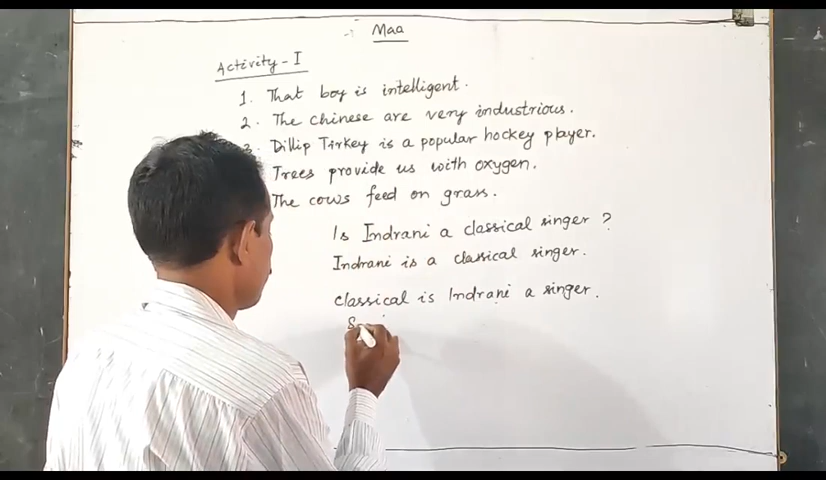 Maa
Activity - I
1. That boy is intelligent.
2. The Chinese are very industrious.
3. Dillip Tirkey is a popular hockey player.
Trees provide us with oxygen.
The cows feed on grass.
Is Indrani a classical singer ?
Indrani is a classical singer.
Classical is Indrani a singer.